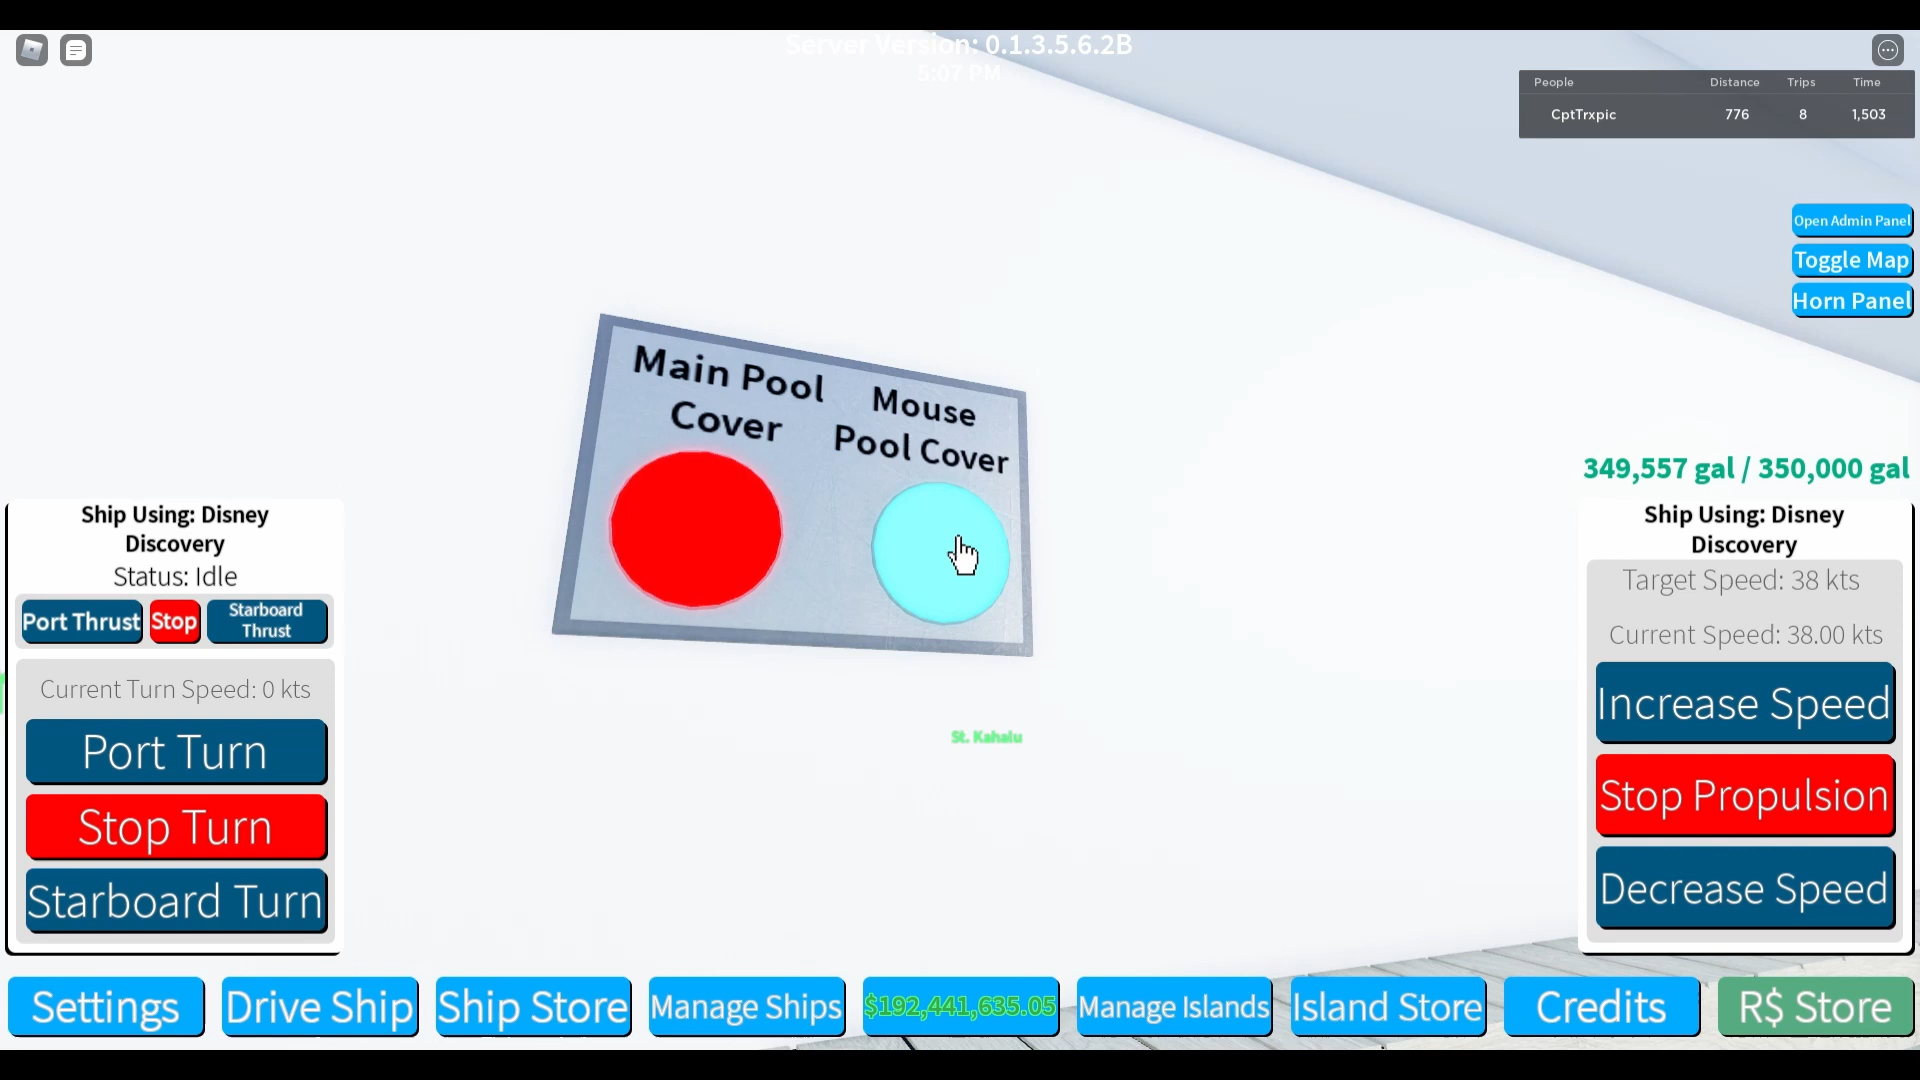 Server Version: 0.1.3.5.6.2B
5:07 PM
People Distance Trips Time
CptTrxpic 776 8 1,503
Open Admin Panel
Toggle Map
Horn Panel
Main Pool
Cover
Mouse
Pool Cover
349,557 gal / 350,000 gal
Ship Using: Disney
Discovery
Status: Idle
Port Thrust
Stop
Starboard
Thrust
Current Turn Speed: 0 kts
Port Turn
Stop Turn
Starboard Turn
St. Kahalu
Ship Using: Disney
Discovery
Target Speed: 38 kts
Current Speed: 38.00 kts
Increase Speed
Stop Propulsion
Decrease Speed
Settings
Drive Ship
Ship Store
Manage Ships
$192,441,635.05
Manage Islands
Island Store
Credits
R$ Store